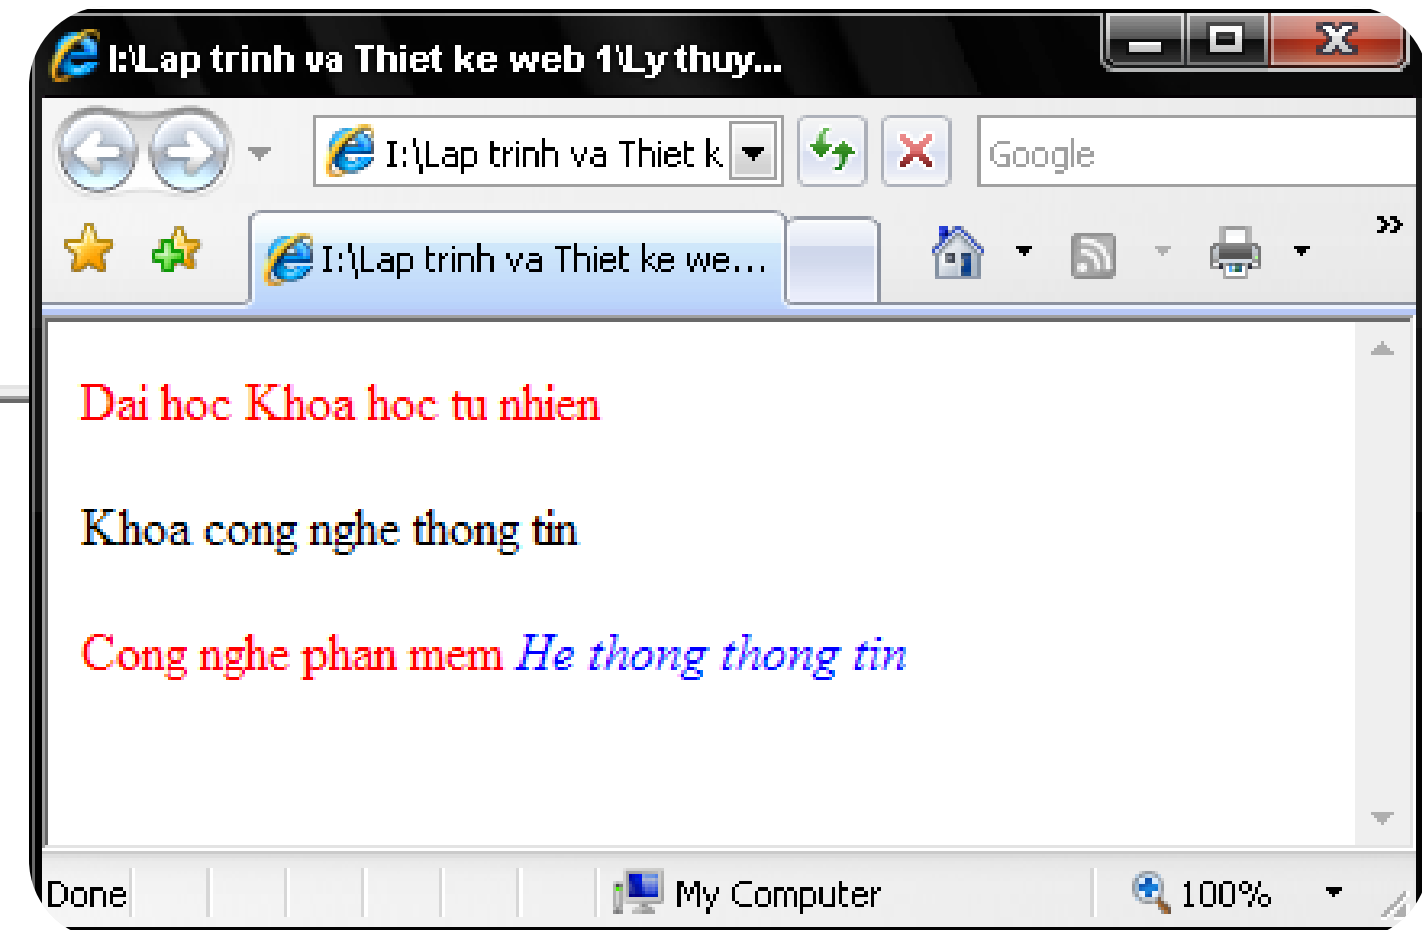 I:\Lap trinh va Thiet ke web 1\Ly thuy...
I:\Lap trinh va Thiet k
Google
I:\Lap trinh va Thiet ke we...
»
Dai hoc Khoa hoc tu nhien
Khoa cong nghe thong tin
Cong nghe phan mem He thong thong tin
Done
My Computer
100%